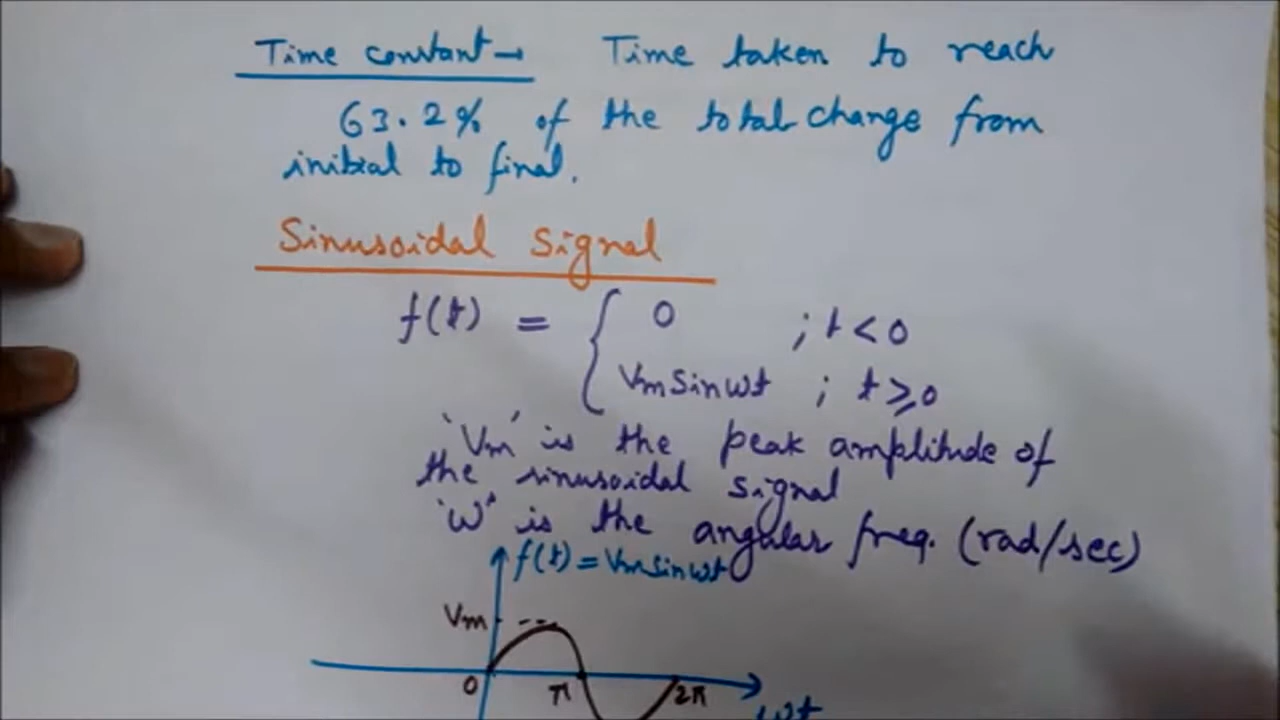 Time constant → Time taken to reach
63.2% of the total change from
initial to final.
Sinusoidal Signal
f(t) = { 0 ; t < 0
Vm Sin ωt ; t ≥ 0
'Vm' is the peak amplitude of
the sinusoidal signal
'ω' is the angular freq. (rad/sec)
f(t) = Vm sin ωt
Vm
0 π 2π
ωt